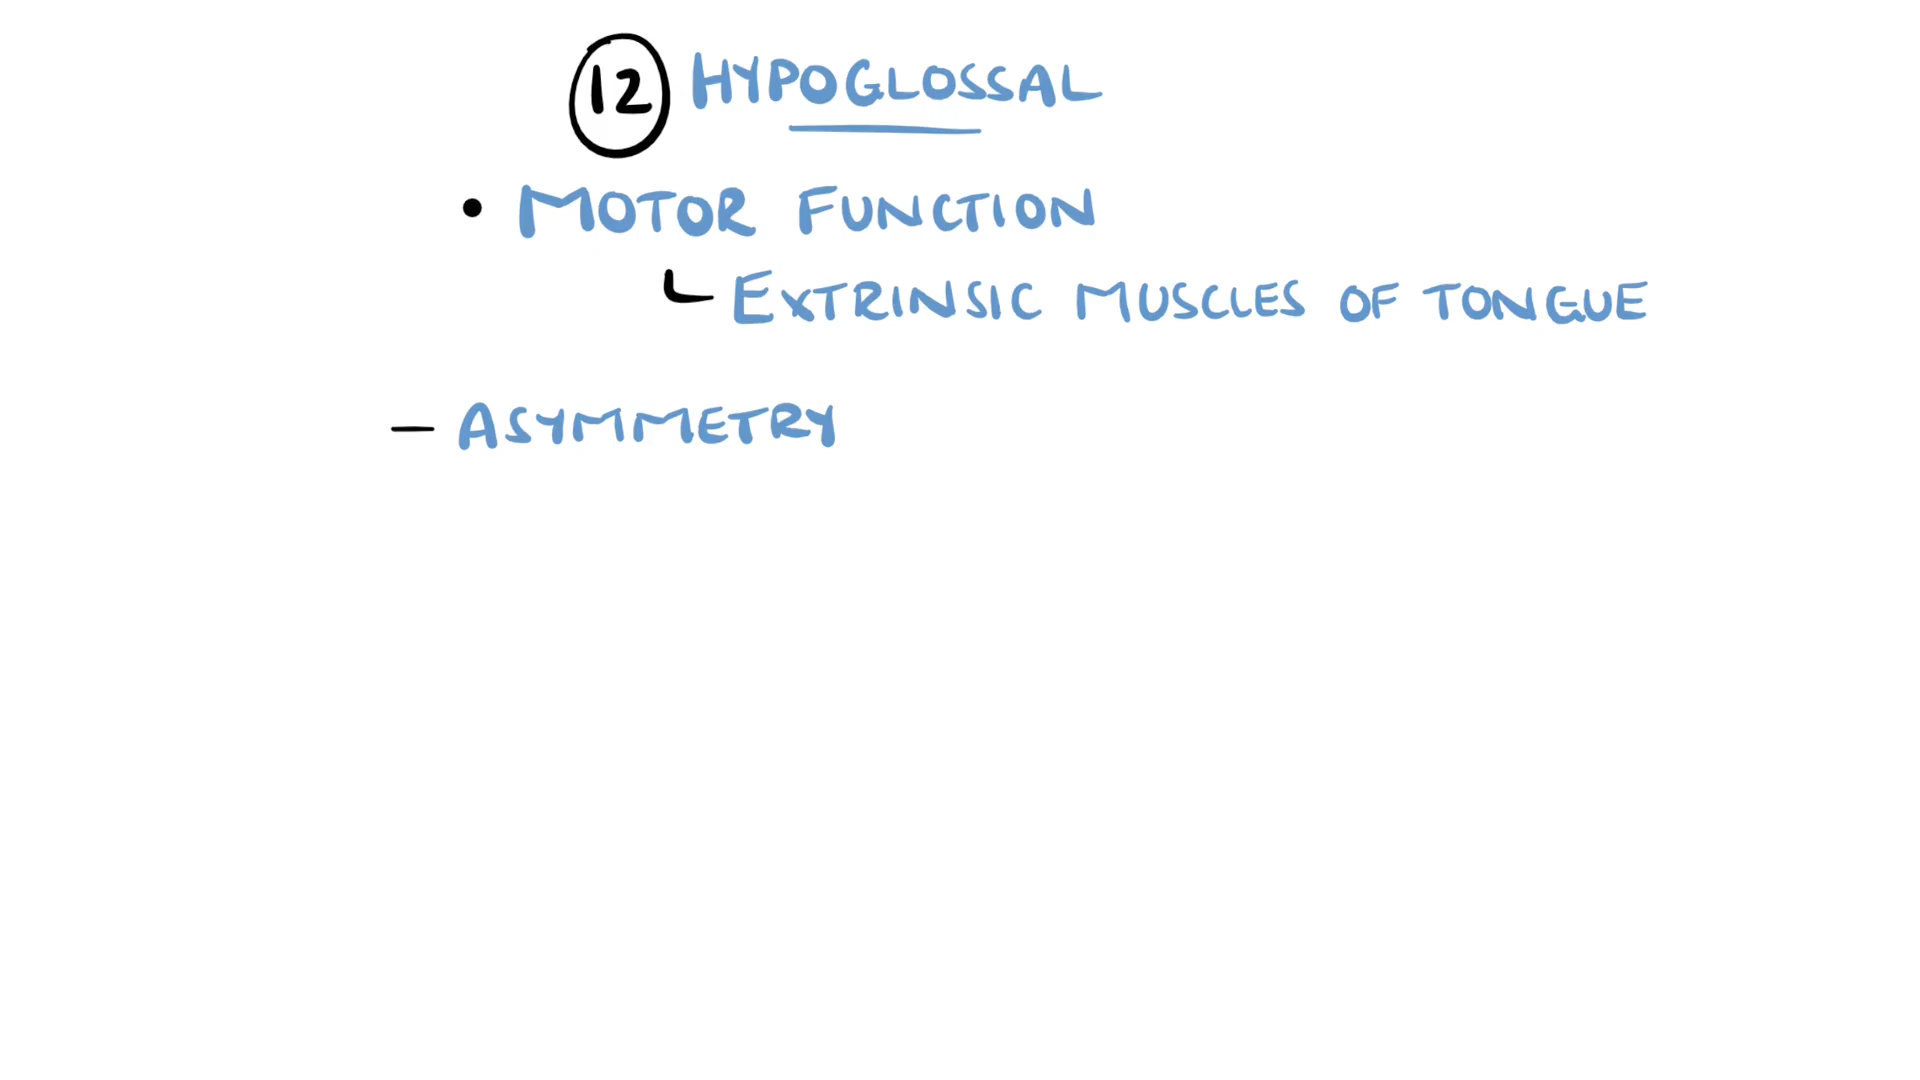 12 HYPOGLOSSAL
• MOTOR FUNCTION
EXTRINSIC MUSCLES OF TONGUE
- ASYMMETRY